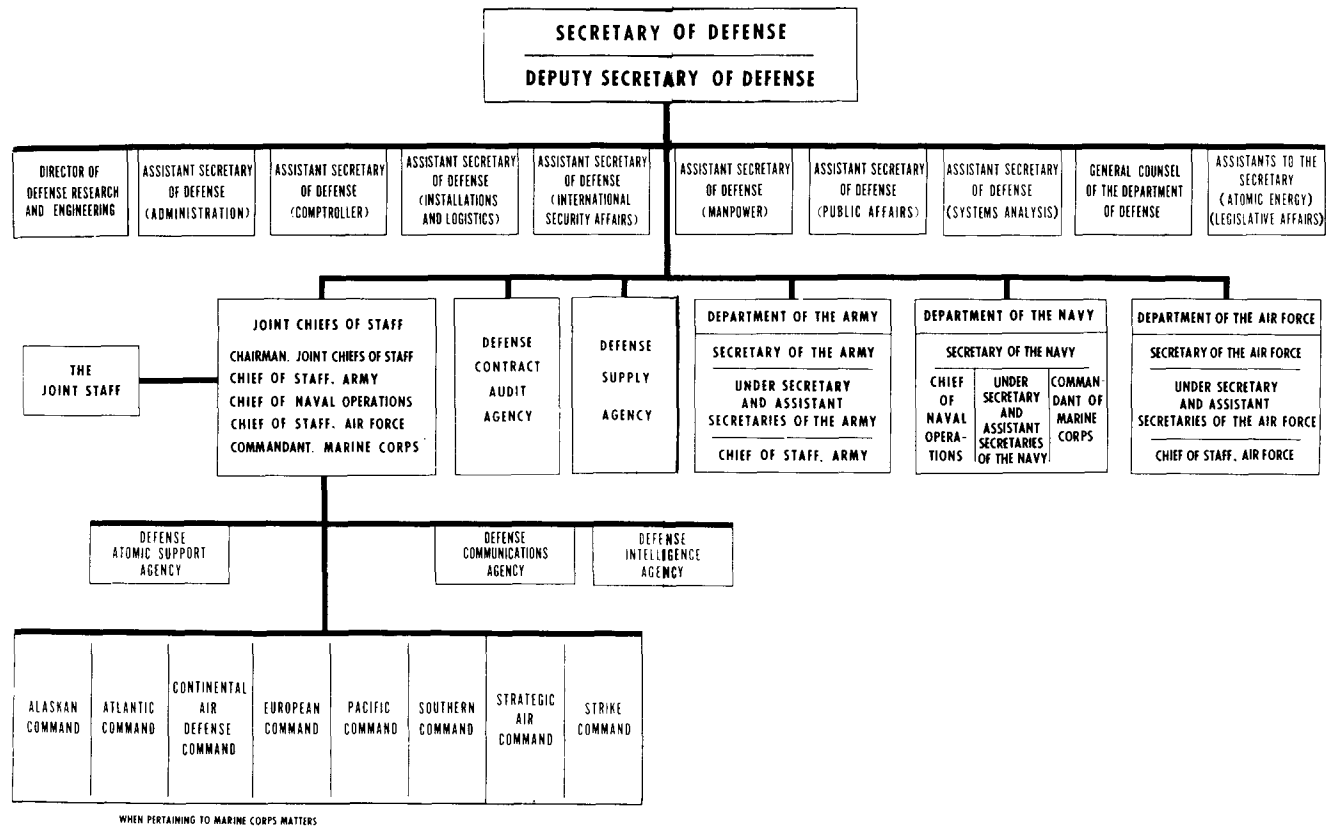 SECRETARY OF DEFENSE
DEPUTY SECRETARY OF DEFENSE
DIRECTOR OF
DEFENSE RESEARCH
AND ENGINEERING
ASSISTANT SECRETARY
OF DEFENSE
(ADMINISTRATION)
ASSISTANT SECRETARY
OF DEFENSE
(COMPTROLLER)
ASSISTANT SECRETARY
OF DEFENSE
(INSTALLATIONS
AND LOGISTICS)
ASSISTANT SECRETARY
OF DEFENSE
(INTERNATIONAL
SECURITY AFFAIRS)
ASSISTANT SECRETARY
OF DEFENSE
(MANPOWER)
ASSISTANT SECRETARY
OF DEFENSE
(PUBLIC AFFAIRS)
ASSISTANT SECRETARY
OF DEFENSE
(SYSTEMS ANALYSIS)
GENERAL COUNSEL
OF THE DEPARTMENT
OF DEFENSE
ASSISTANTS TO THE
SECRETARY
(ATOMIC ENERGY)
(LEGISLATIVE AFFAIRS)
THE
JOINT STAFF
JOINT CHIEFS OF STAFF
CHAIRMAN. JOINT CHIEFS OF STAFF
CHIEF OF STAFF. ARMY
CHIEF OF NAVAL OPERATIONS
CHIEF OF STAFF. AIR FORCE
COMMANDANT. MARINE CORPS
DEFENSE
CONTRACT
AUDIT
AGENCY
DEFENSE
SUPPLY
AGENCY
DEPARTMENT OF THE ARMY
SECRETARY OF THE ARMY
UNDER SECRETARY
AND ASSISTANT
SECRETARIES OF THE ARMY
CHIEF OF STAFF. ARMY
DEPARTMENT OF THE NAVY
SECRETARY OF THE NAVY
CHIEF
OF
NAVAL
OPERA-
TIONS
UNDER
SECRETARY
AND
ASSISTANT
SECRETARIES
OF THE NAVY
COMMAN-
DANT OF
MARINE
CORPS
DEPARTMENT OF THE AIR FORCE
SECRETARY OF THE AIR FORCE
UNDER SECRETARY
AND ASSISTANT
SECRETARIES OF THE AIR FORCE
CHIEF OF STAFF, AIR FORCE
DEFENSE
ATOMIC SUPPORT
AGENCY
DEFENSE
COMMUNICATIONS
AGENCY
DEFENSE
INTELLIGENCE
AGENCY
ALASKAN
COMMAND
ATLANTIC
COMMAND
CONTINENTAL
AIR
DEFENSE
COMMAND
EUROPEAN
COMMAND
PACIFIC
COMMAND
SOUTHERN
COMMAND
STRATEGIC
AIR
COMMAND
STRIKE
COMMAND
WHEN PERTAINING TO MARINE CORPS MATTERS